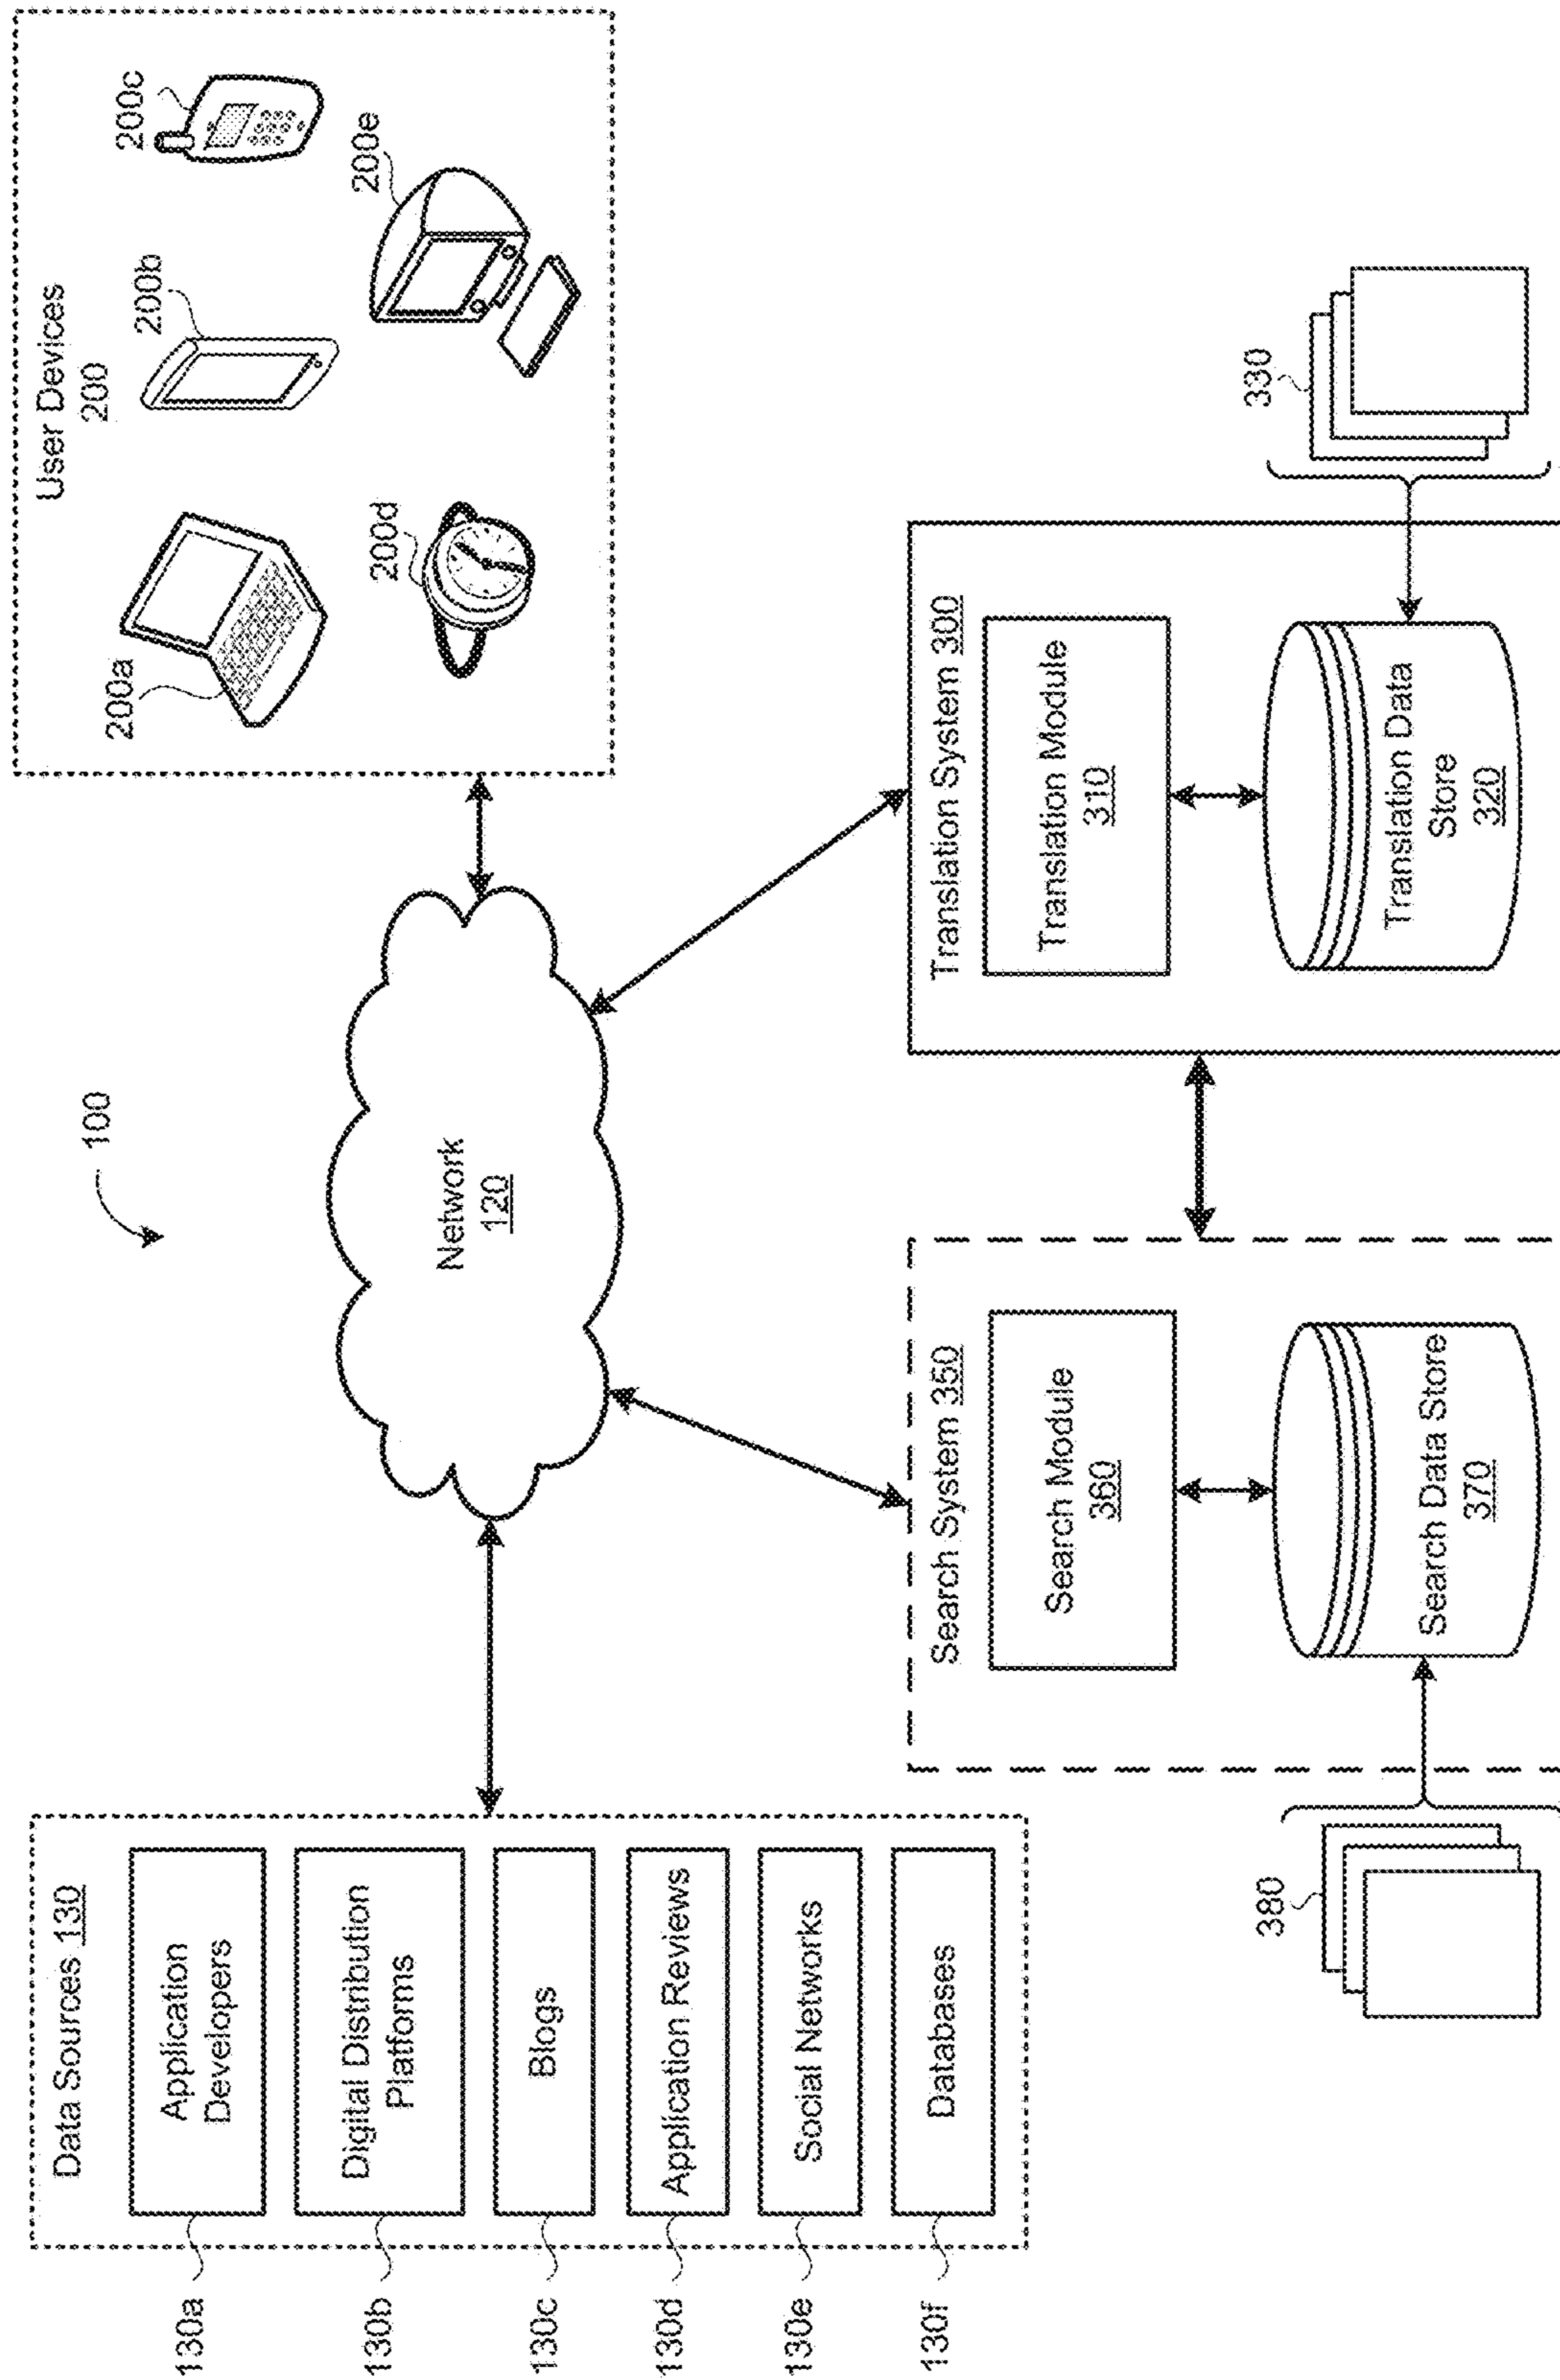 100
Data Sources 130
Application
Developers
Digital Distribution
Platforms
Blogs
Application Reviews
Social Networks
Databases
130a
130b
130c
130d
130e
130f
Network
120
User Devices
200
200a
200b
200c
200d
200e
Search System 350
Search Module
360
Search Data Store
370
380
Translation System 300
Translation Module
310
Translation Data
Store
320
330